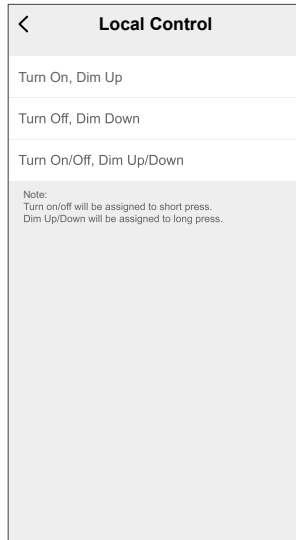 Local Control
Turn On, Dim Up
Turn Off, Dim Down
Turn On/Off, Dim Up/Down
Note:
Turn on/off will be assigned to short press.
Dim Up/Down will be assigned to long press.